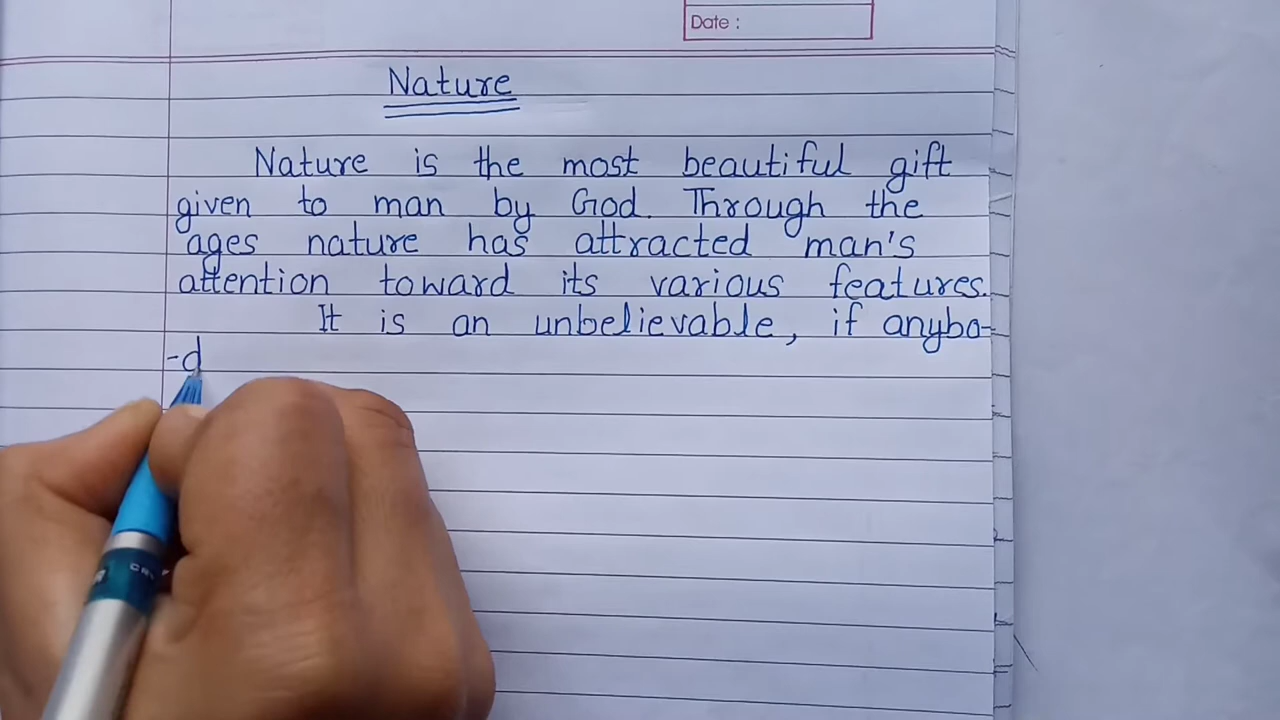 Date :
Nature
Nature is the most beautiful gift
given to man by God. Through the
ages nature has attracted man's
attention toward its various features.
It is an unbelievable, if anybo-
-d